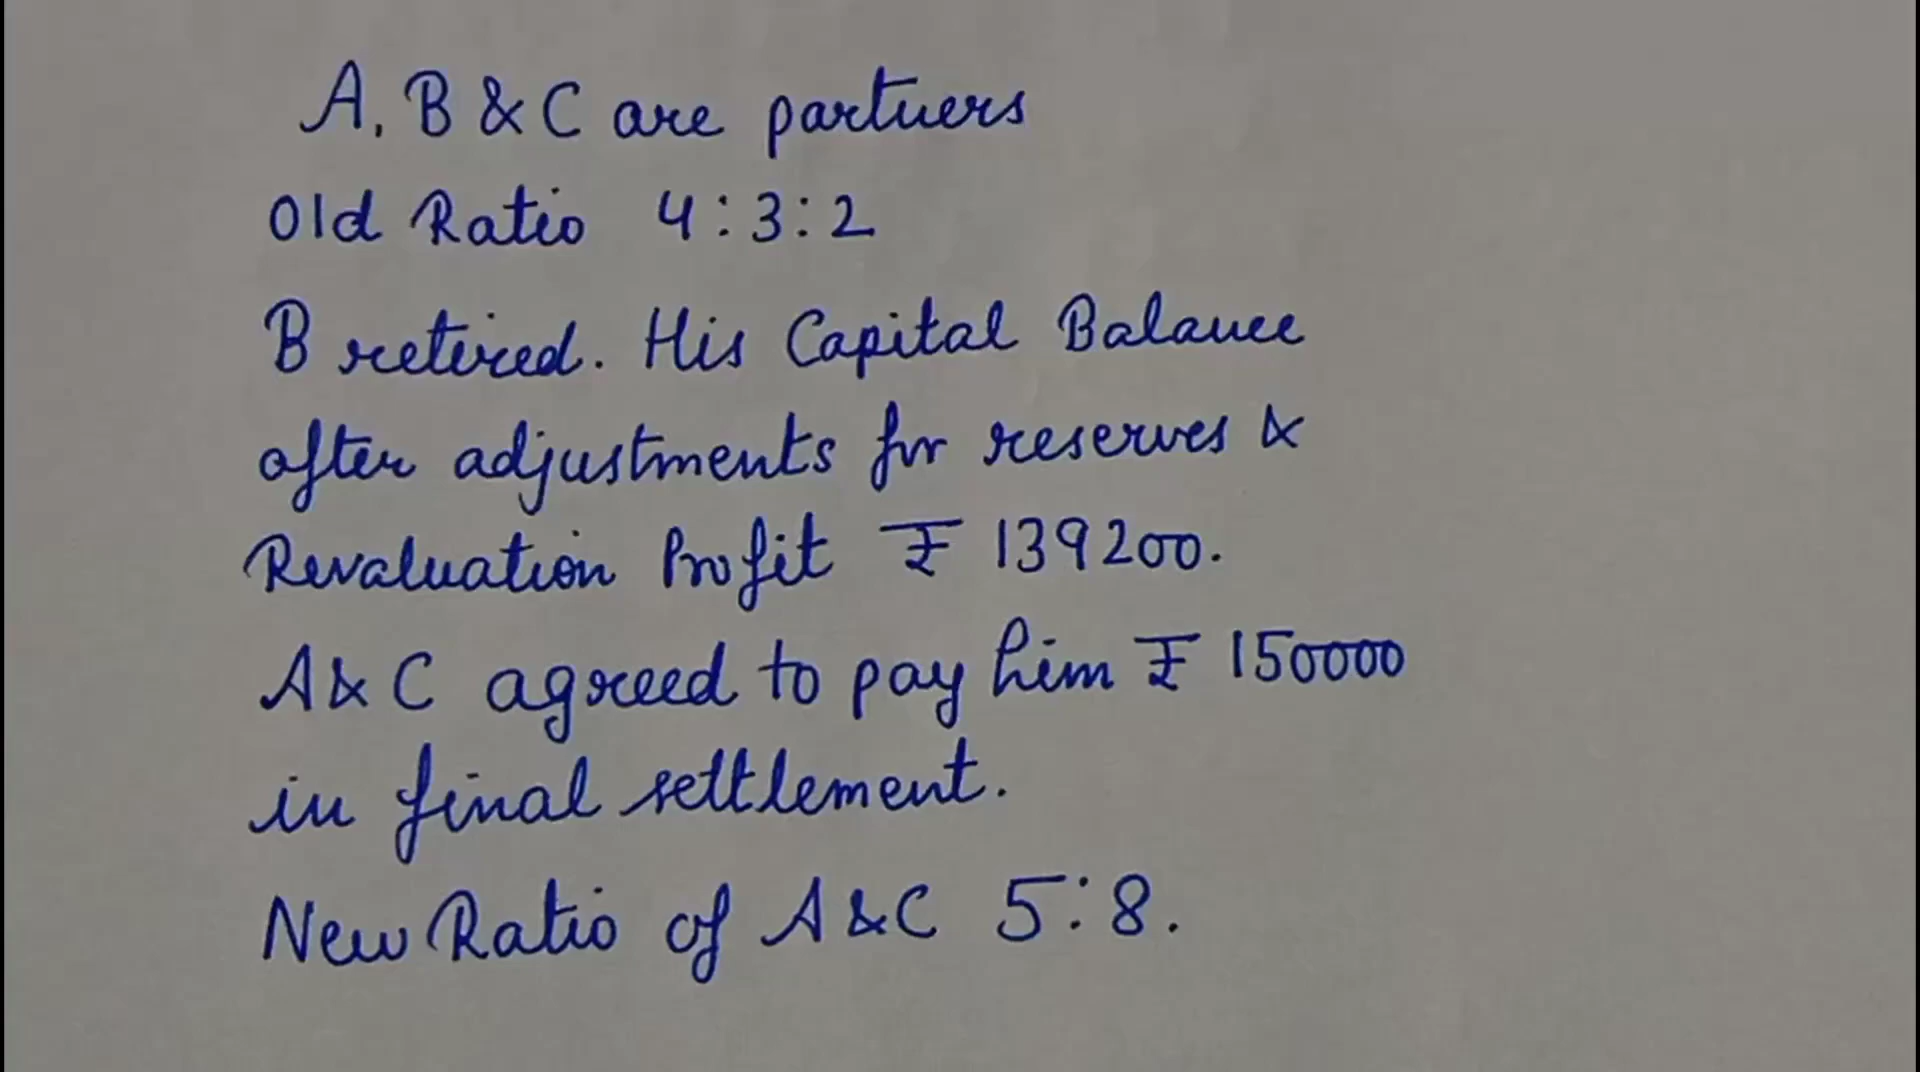 A, B & C are partners
Old Ratio 4:3:2
B retired. His Capital Balance
after adjustments for reserves &
Revaluation Profit ₹ 139200.
A & C agreed to pay him ₹ 150000
in final settlement.
New Ratio of A & C 5:8.